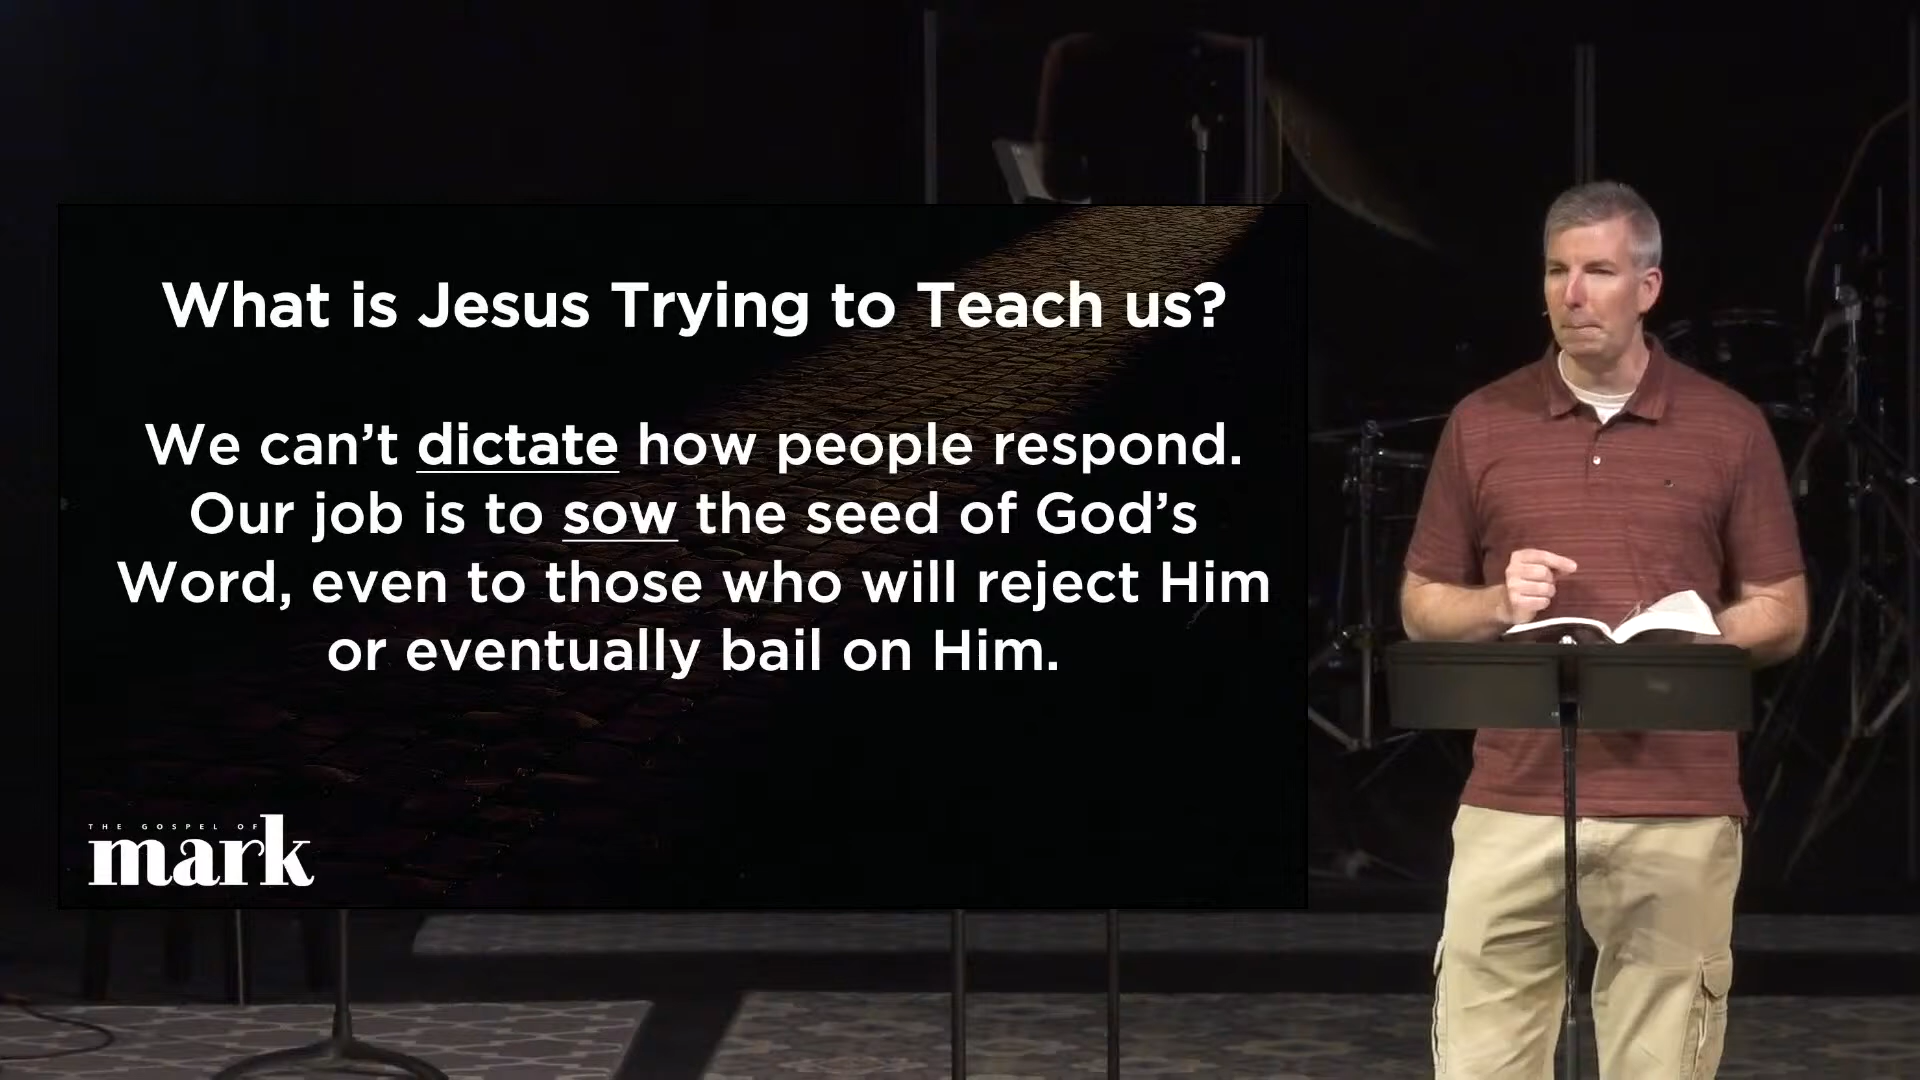 What is Jesus Trying to Teach us?
We can't dictate how people respond.
Our job is to sow the seed of God's
Word, even to those who will reject Him
or eventually bail on Him.
THE GOSPEL OF
mark